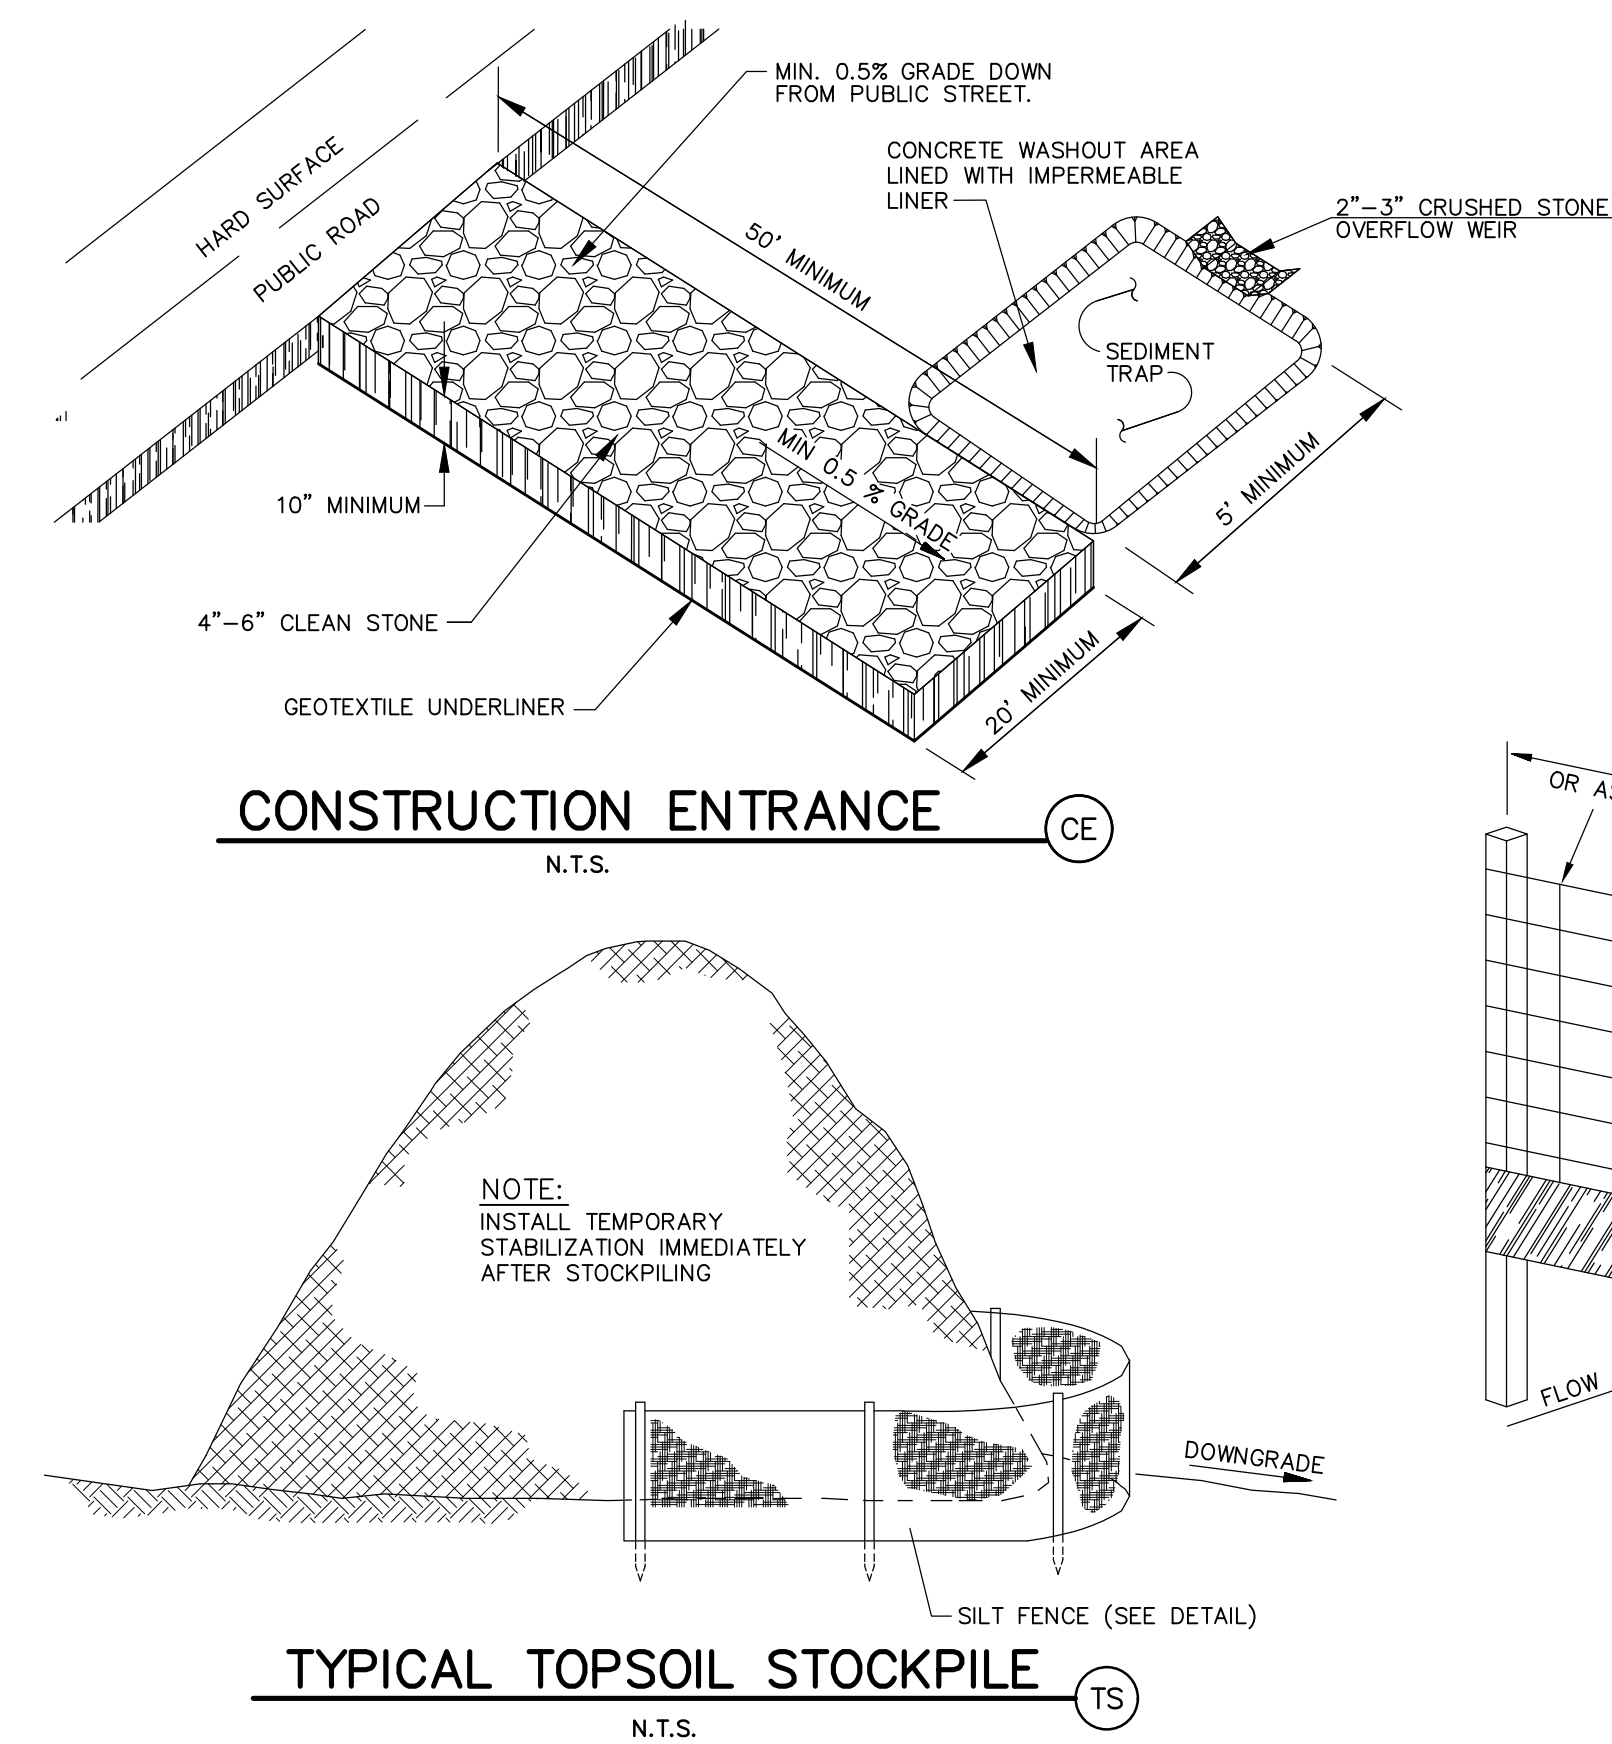 MIN. 0.5% GRADE DOWN
FROM PUBLIC STREET.
CONCRETE WASHOUT AREA
LINED WITH IMPERMEABLE
LINER
2"-3" CRUSHED STONE
OVERFLOW WEIR
HARD SURFACE
PUBLIC ROAD
50' MINIMUM
SEDIMENT
TRAP
MIN 0.5 % GRADE
5' MINIMUM
10" MINIMUM
4"-6" CLEAN STONE
20' MINIMUM
GEOTEXTILE UNDERLINER
CONSTRUCTION ENTRANCE
CE
N.T.S.
OR
NOTE:
INSTALL TEMPORARY
STABILIZATION IMMEDIATELY
AFTER STOCKPILING
FLOW
DOWNGRADE
SILT FENCE (SEE DETAIL)
TYPICAL TOPSOIL STOCKPILE
TS
N.T.S.